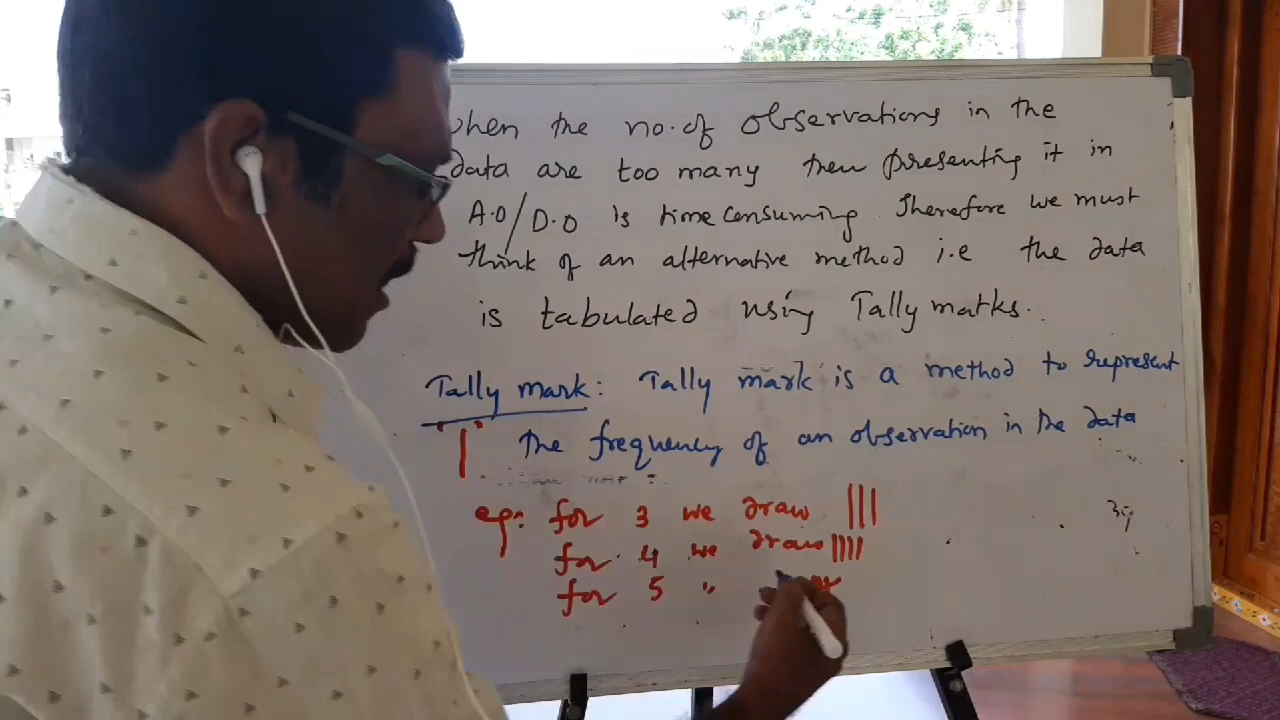 when the no. of observations in the
data are too many then presenting it in
A.O/D.O is time consuming. Therefore we must
think of an alternative method i.e the data
is tabulated using Tally marks.
Tally mark: Tally mark is a method to represent
"|" the frequency of an observation in the data
eg: for 3 we draw |||
for 4 we draw ||||
for 5 "